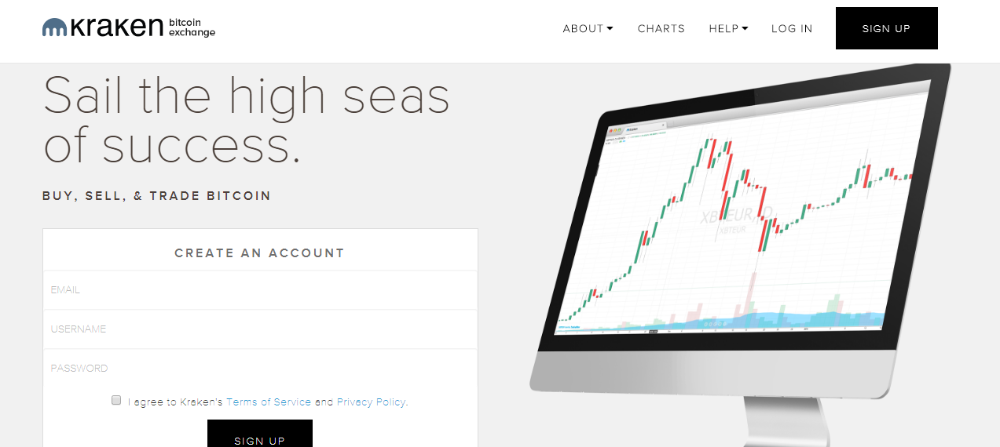 kraken bitcoin
exchange
ABOUT
CHARTS
HELP
LOG IN
SIGN UP
Sail the high seas
of success.
BUY, SELL, & TRADE BITCOIN
CREATE AN ACCOUNT
EMAIL
USERNAME
PASSWORD
I agree to Kraken's Terms of Service and Privacy Policy.
SIGN UP
XBTEUR